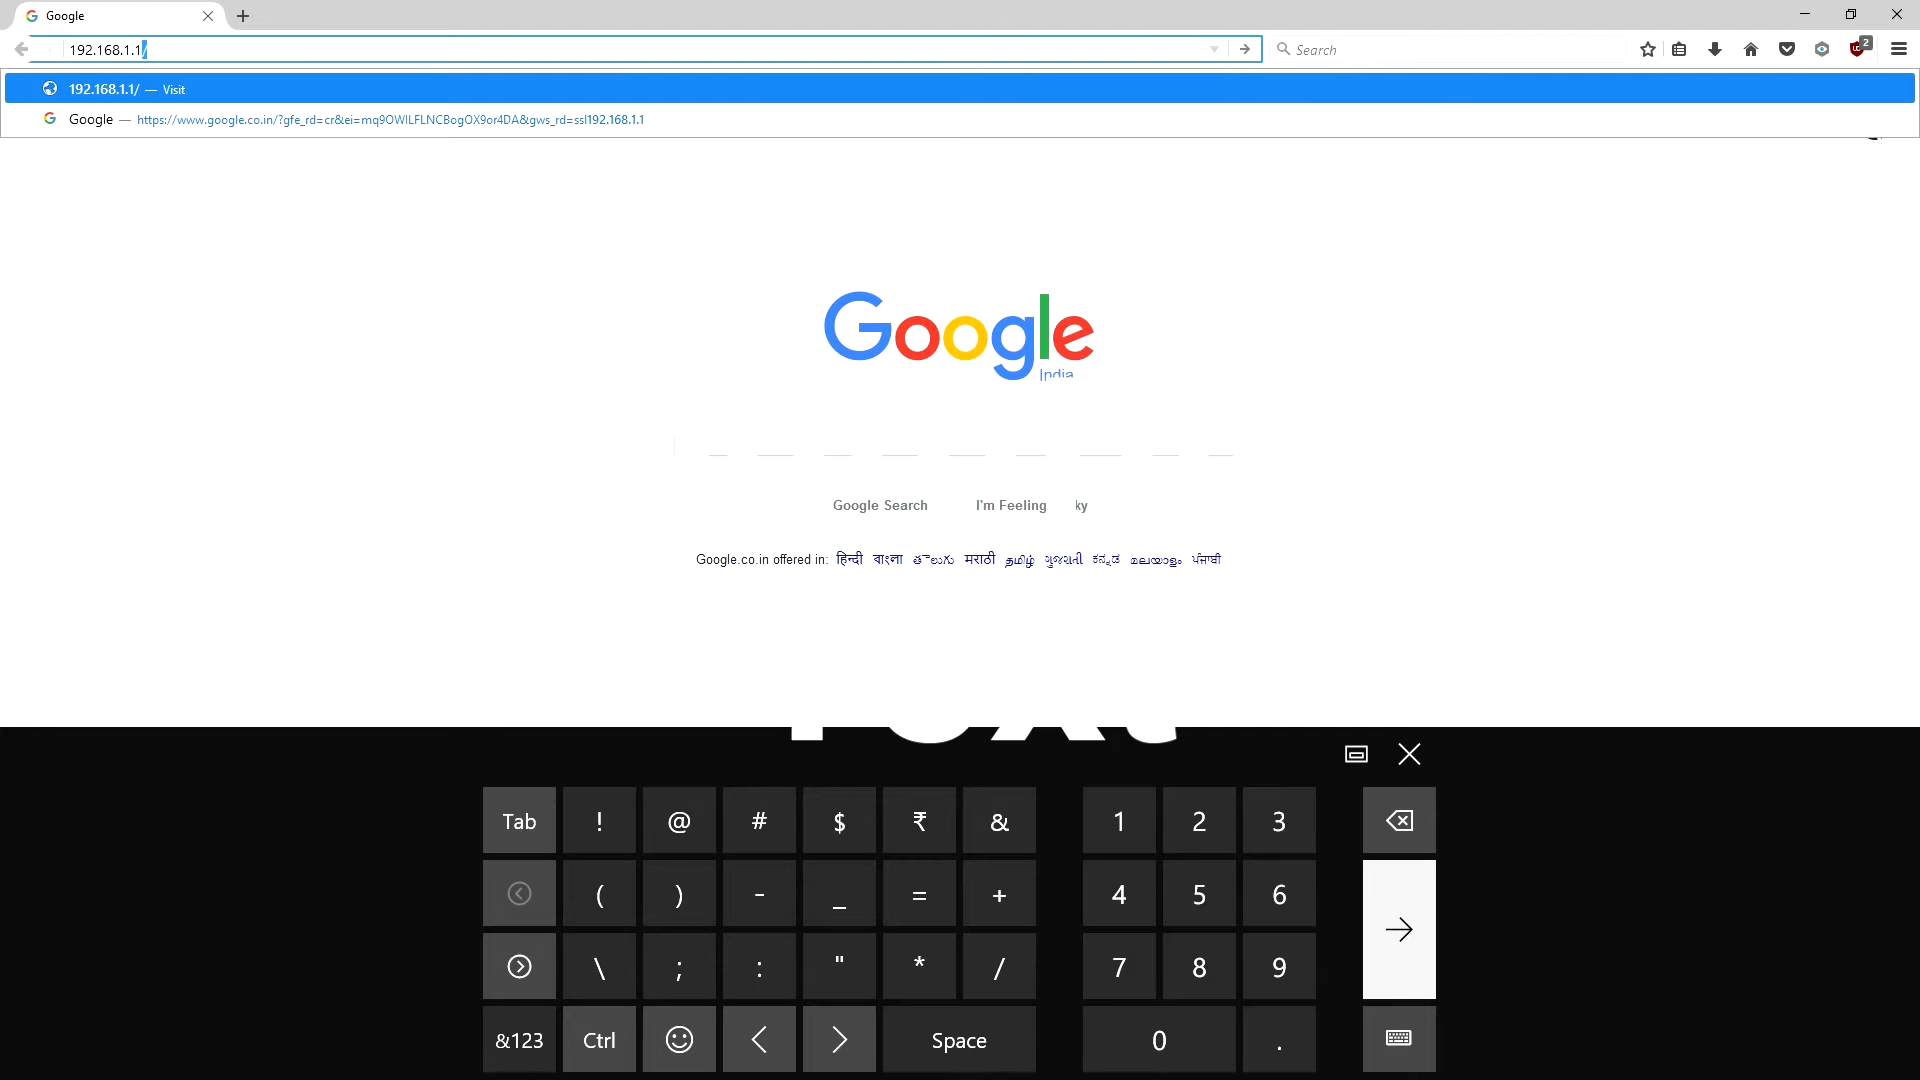 Google
192.168.1.1/
Search
2
192.168.1.1/ — Visit
Google — https://www.google.co.in/?gfe_rd=cr&ei=mq9OWILFLNCBogOX9or4DA&gws_rd=ssl192.168.1.1
Google
India
Google Search I'm Feeling ky
Google.co.in offered in: हिन्दी বাংলা తెలుగు मराठी தமிழ் ગુજરાતી ಕನ್ನಡ മലയാളം ਪੰਜਾਬੀ
Tab ! @ # $ ₹ & 1 2 3
( ) - _ = + 4 5 6
\ ; : " * / 7 8 9
&123 Ctrl Space 0 .